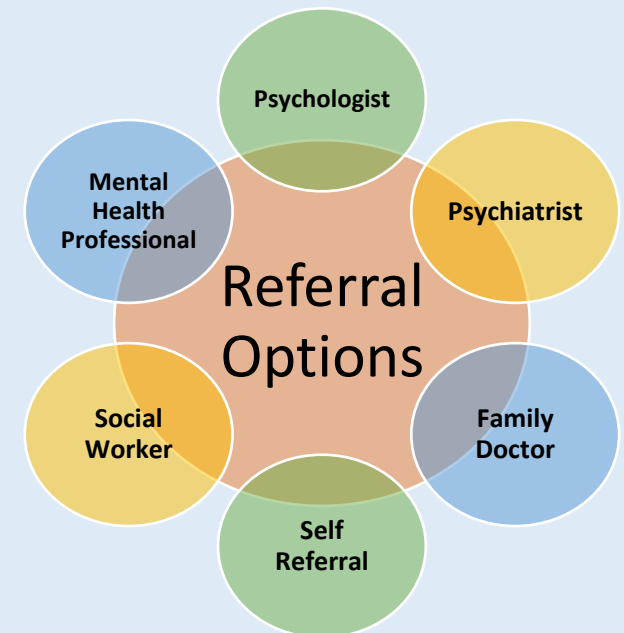 Psychologist
Mental
Health
Professional
Psychiatrist
Referral
Options
Social
Worker
Family
Doctor
Self
Referral